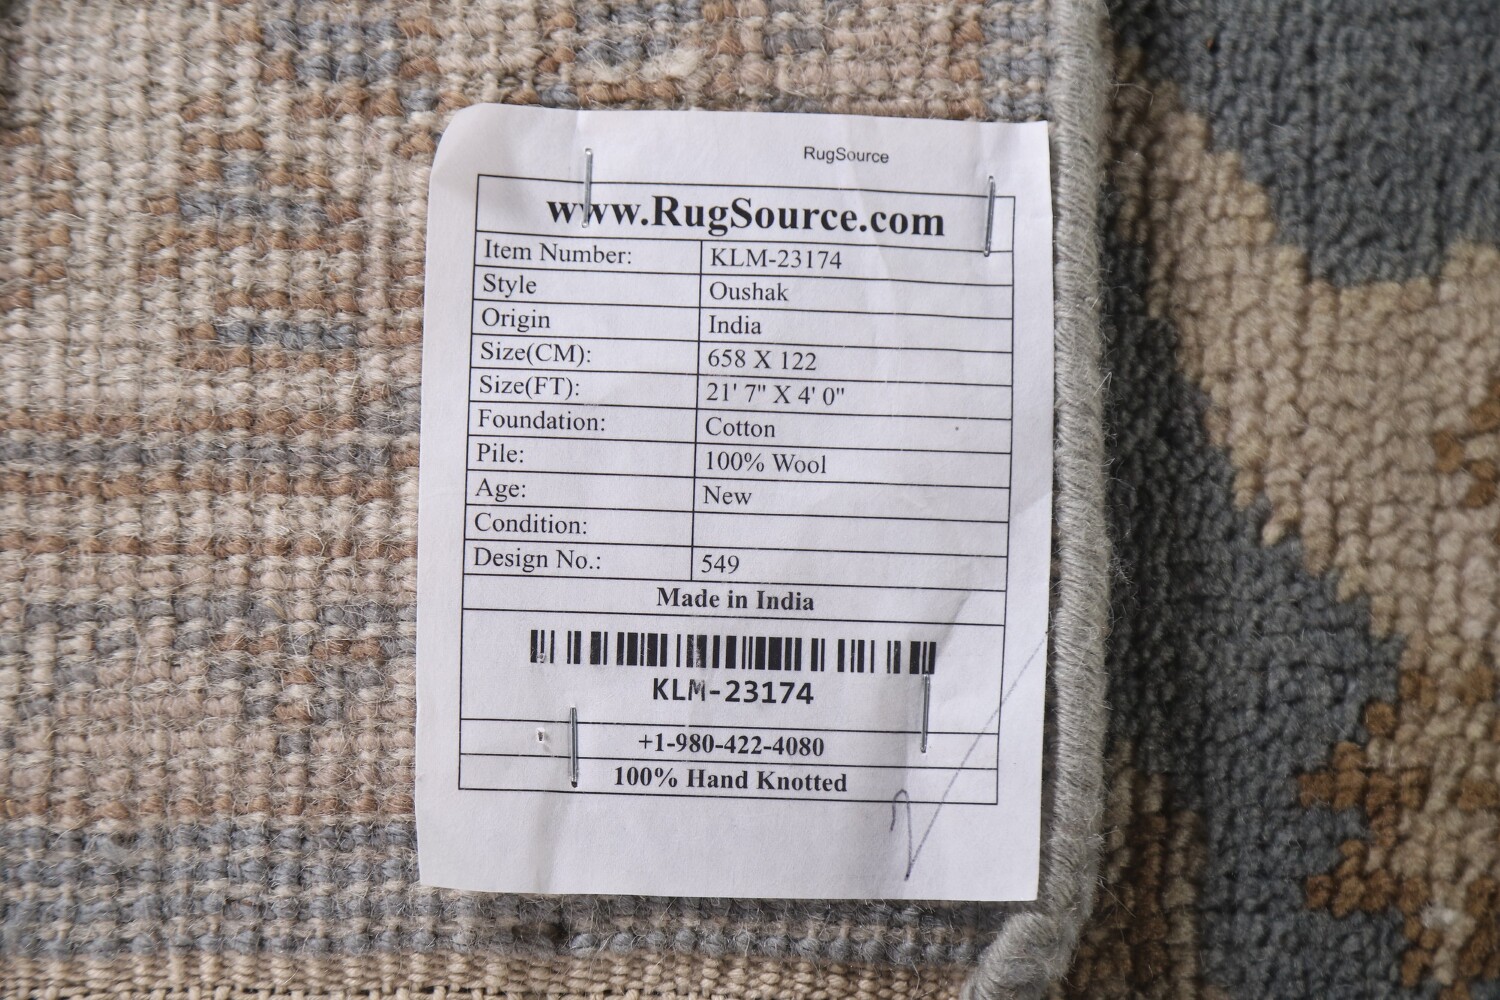 RugSource
www.RugSource.com
Item Number: KLM-23174
Style Oushak
Origin India
Size(CM): 658 X 122
Size(FT): 21' 7" X 4' 0"
Foundation: Cotton
Pile: 100% Wool
Age: New
Condition:
Design No.: 549
Made in India
KLM-23174
+1-980-422-4080
100% Hand Knotted